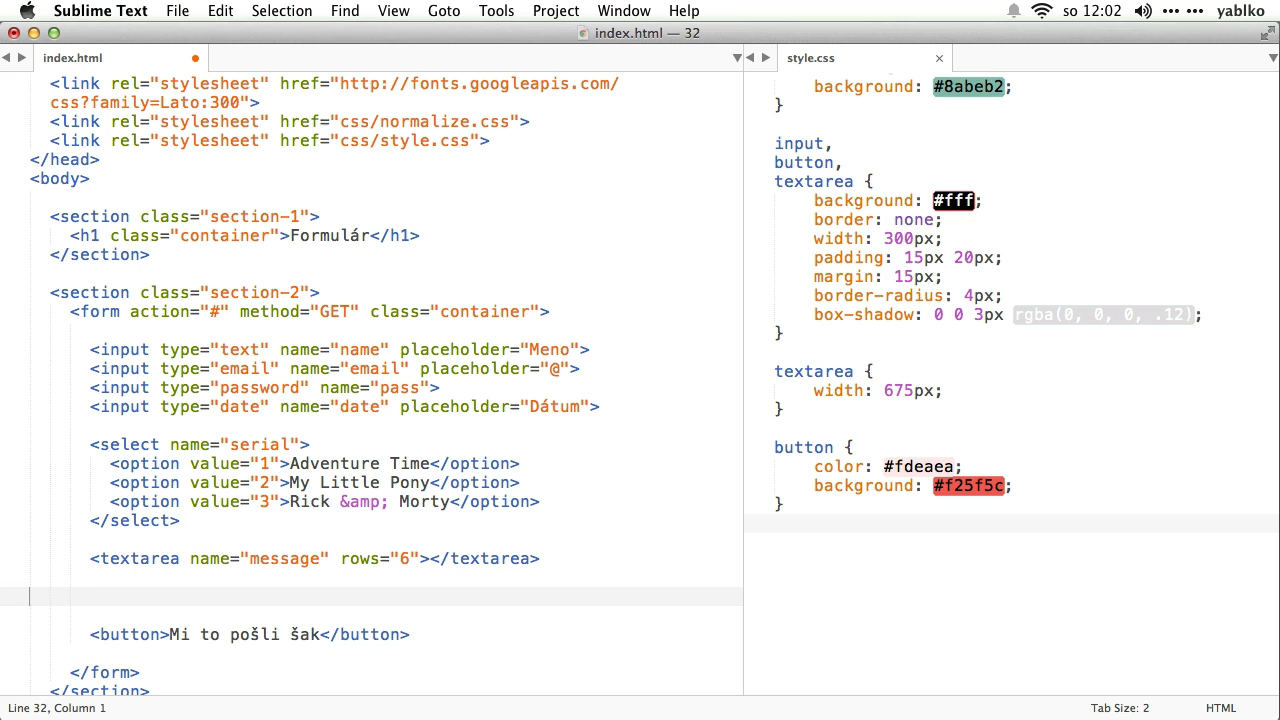 Sublime Text File Edit Selection Find View Goto Tools Project Window Help so 12:02 yablko
index.html — 32
index.html
<link rel="stylesheet" href="http://fonts.googleapis.com/
css?family=Lato:300">
<link rel="stylesheet" href="css/normalize.css">
<link rel="stylesheet" href="css/style.css">
</head>
<body>
<section class="section-1">
<h1 class="container">Formulár</h1>
</section>
<section class="section-2">
<form action="#" method="GET" class="container">
<input type="text" name="name" placeholder="Meno">
<input type="email" name="email" placeholder="@">
<input type="password" name="pass">
<input type="date" name="date" placeholder="Dátum">
<select name="serial">
<option value="1">Adventure Time</option>
<option value="2">My Little Pony</option>
<option value="3">Rick &amp; Morty</option>
</select>
<textarea name="message" rows="6"></textarea>
<button>Mi to pošli šak</button>
</form>
</section>
style.css
background: #8abeb2;
}
input,
button,
textarea {
background: #fff;
border: none;
width: 300px;
padding: 15px 20px;
margin: 15px;
border-radius: 4px;
box-shadow: 0 0 3px rgba(0, 0, 0, .12);
}
textarea {
width: 675px;
}
button {
color: #fdeaea;
background: #f25f5c;
}
Line 32, Column 1 Tab Size: 2 HTML